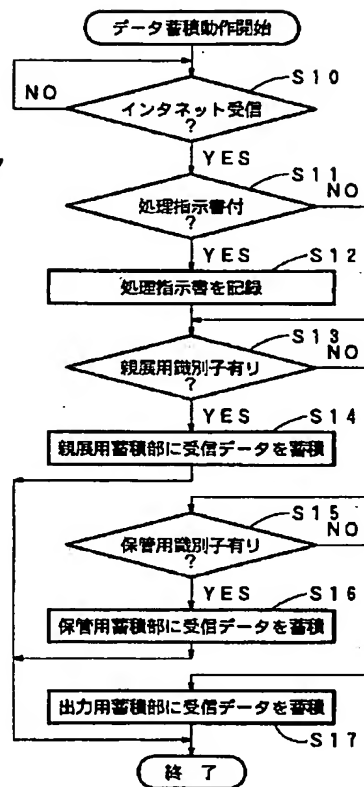 データ蓄積動作開始
S10
NO
インタネット受信
?
YES
S11
NO
処理指示書付
?
YES
S12
処理指示書を記録
S13
NO
親展用識別子有り
?
YES
S14
親展用蓄積部に受信データを蓄積
S15
NO
保管用識別子有り
?
YES
S16
保管用蓄積部に受信データを蓄積
出力用蓄積部に受信データを蓄積
S17
終了